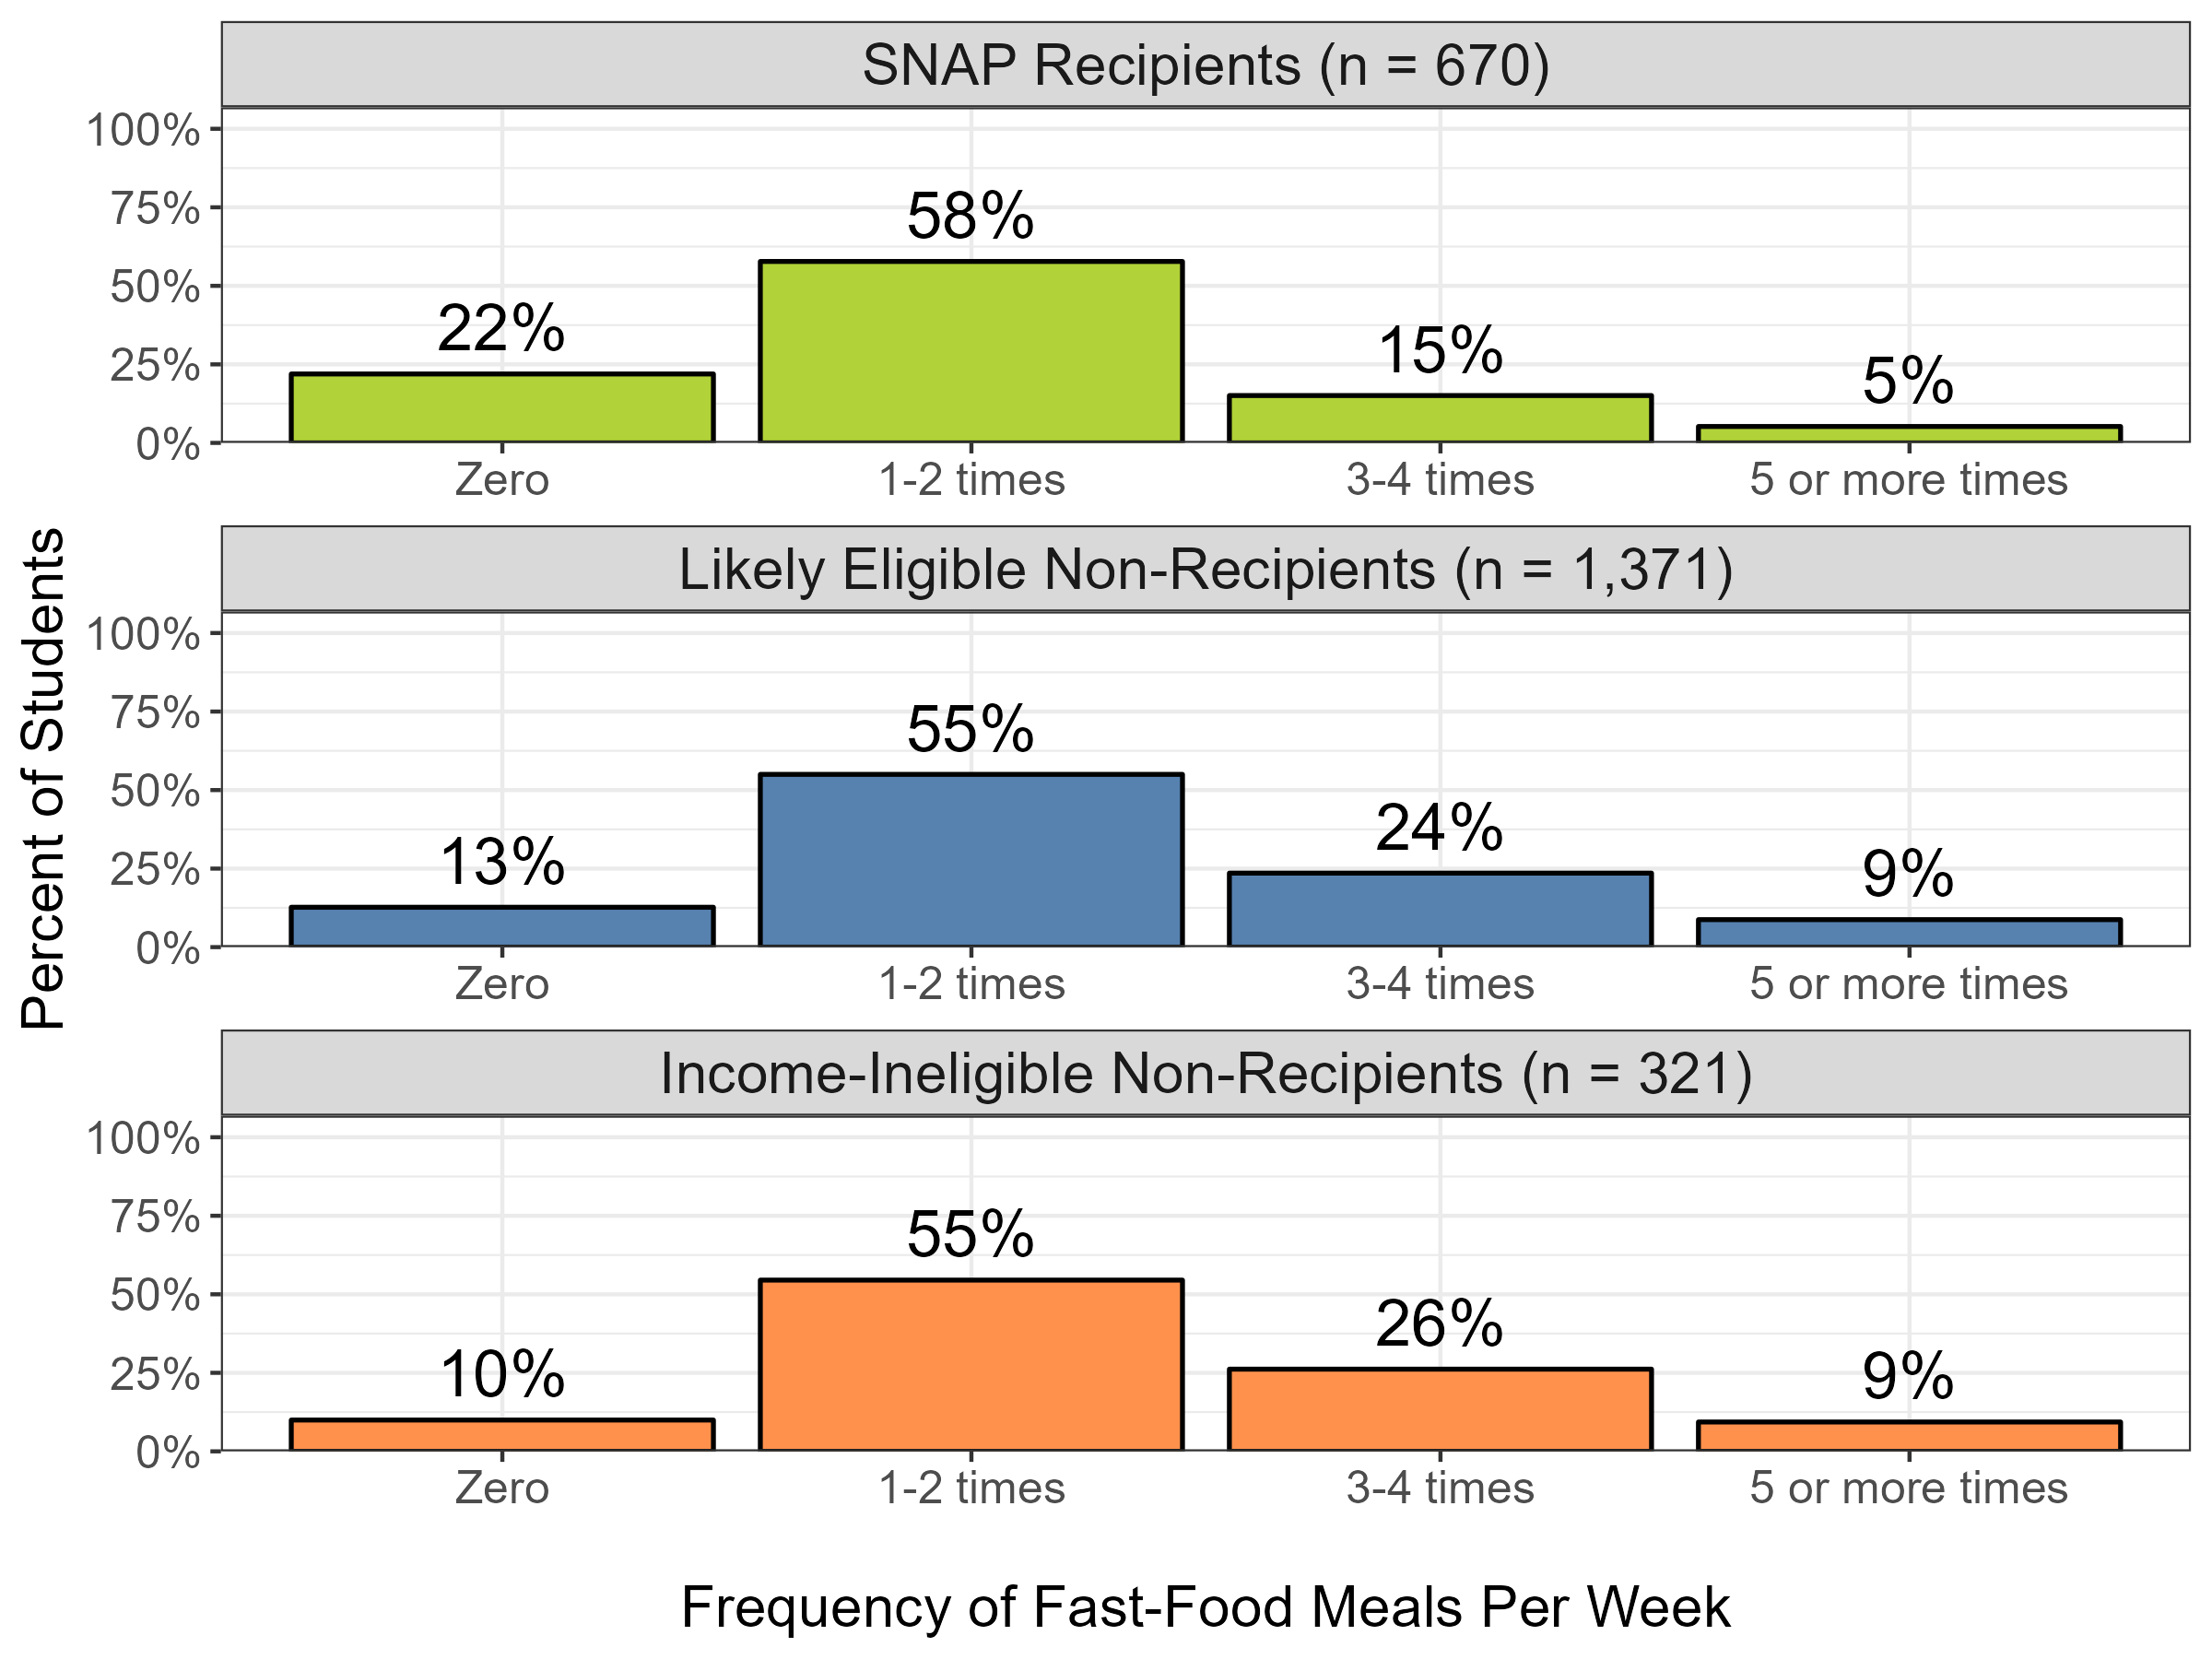 SNAP Recipients (n = 670)
100%
75%
50%
25%
0%
22%
58%
15%
5%
Zero
1-2 times
3-4 times
5 or more times
Percent of Students
Likely Eligible Non-Recipients (n = 1,371)
100%
75%
50%
25%
0%
13%
55%
24%
9%
Zero
1-2 times
3-4 times
5 or more times
Income-Ineligible Non-Recipients (n = 321)
100%
75%
50%
25%
0%
10%
55%
26%
9%
Zero
1-2 times
3-4 times
5 or more times
Frequency of Fast-Food Meals Per Week